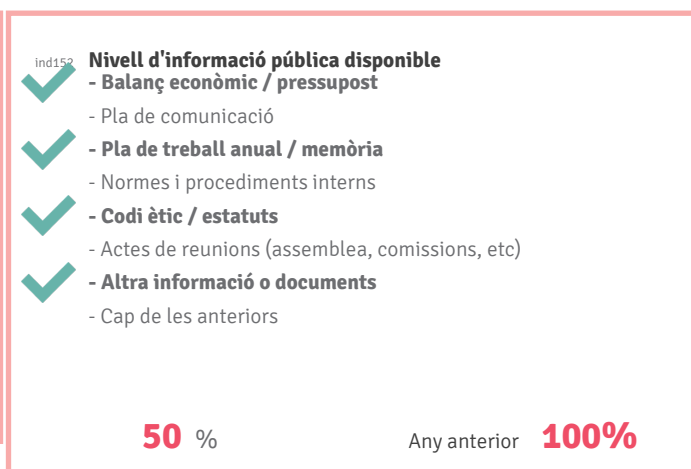 ind152 Nivell d'informació pública disponible
- Balanç econòmic / pressupost
- Pla de comunicació
- Pla de treball anual / memòria
- Normes i procediments interns
- Codi ètic / estatuts
- Actes de reunions (assemblea, comissions, etc)
- Altra informació o documents
- Cap de les anteriors
50 % Any anterior 100%